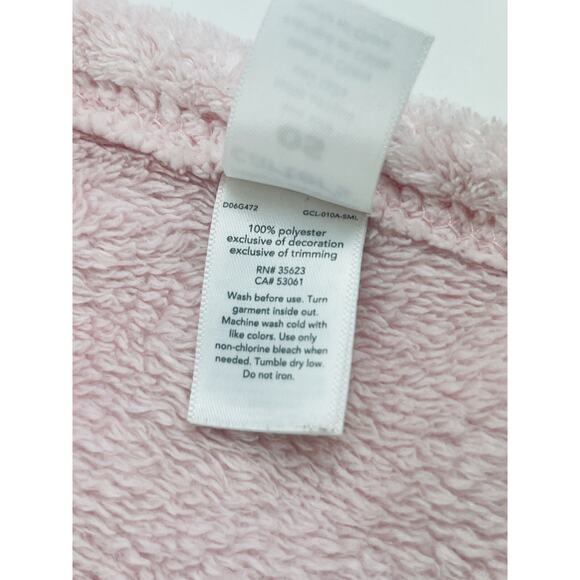 D06G472 GCL-010A-SML
100% polyester
exclusive of decoration
exclusive of trimming
RN# 35623
CA# 53061
Wash before use. Turn
garment inside out.
Machine wash cold with
like colors. Use only
non-chlorine bleach when
needed. Tumble dry low.
Do not iron.